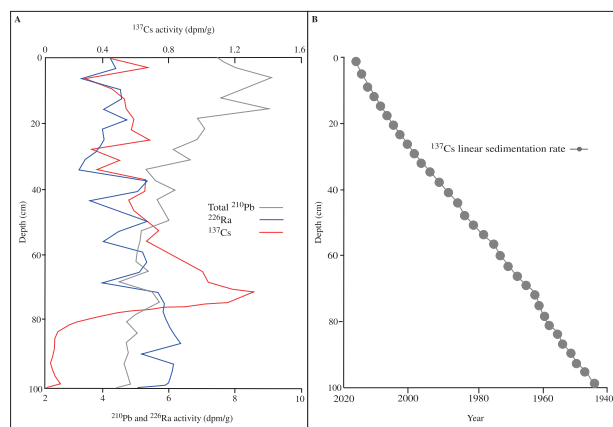 A
¹³⁷Cs activity (dpm/g)
0 0.4 0.8 1.2 1.6
0
20
40
60
80
100
Depth (cm)
Total ²¹⁰Pb
²²⁶Ra
¹³⁷Cs
2 4 6 8 10
²¹⁰Pb and ²²⁶Ra activity (dpm/g)
B
0
20
40
60
80
100
Depth (cm)
¹³⁷Cs linear sedimentation rate
2020 2000 1980 1960 1940
Year